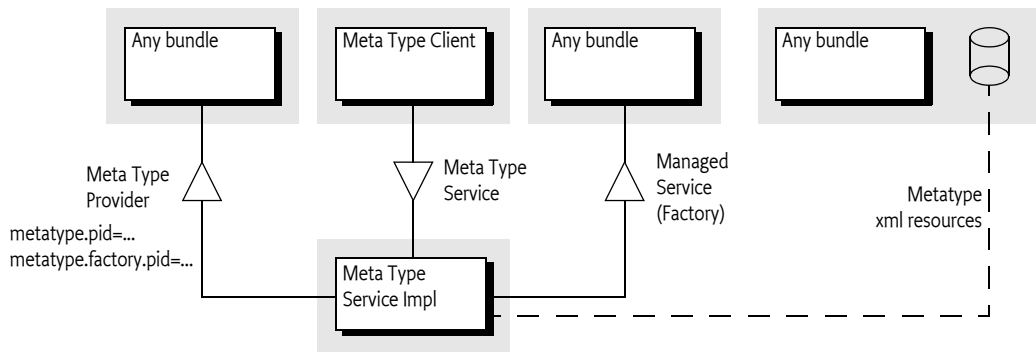 Any bundle
Meta Type Client
Any bundle
Any bundle
Meta Type
Provider
metatype.pid=...
metatype.factory.pid=...
Meta Type
Service
Managed
Service
(Factory)
Metatype
xml resources
Meta Type
Service Impl